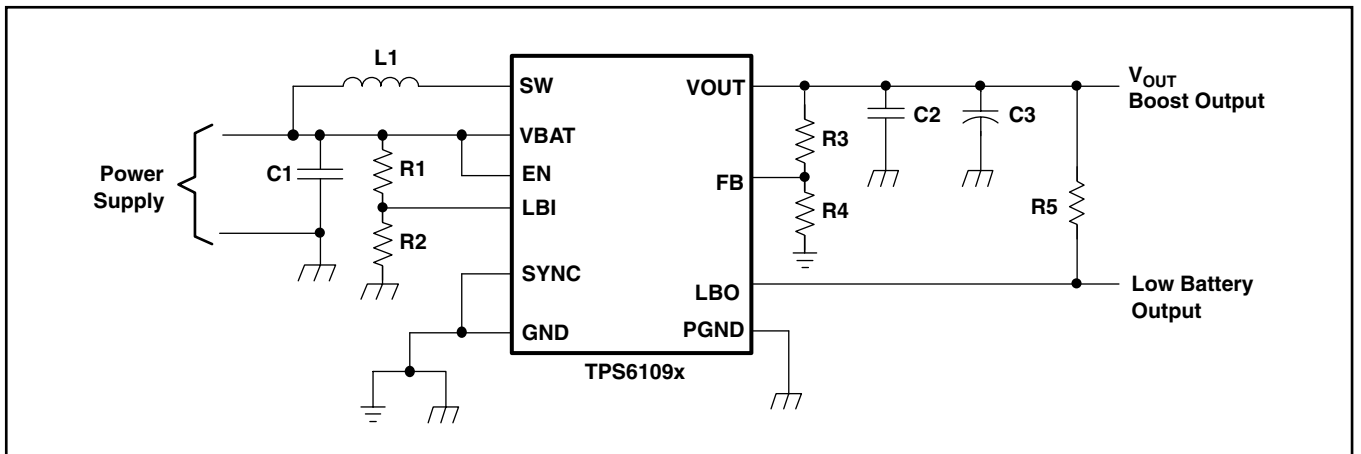 L1
SW
VOUT
V_OUT
Boost Output
C2
C3
R3
VBAT
Power
Supply
C1
R1
EN
FB
LBI
R4
R5
R2
SYNC
LBO
Low Battery
Output
GND
PGND
TPS6109x